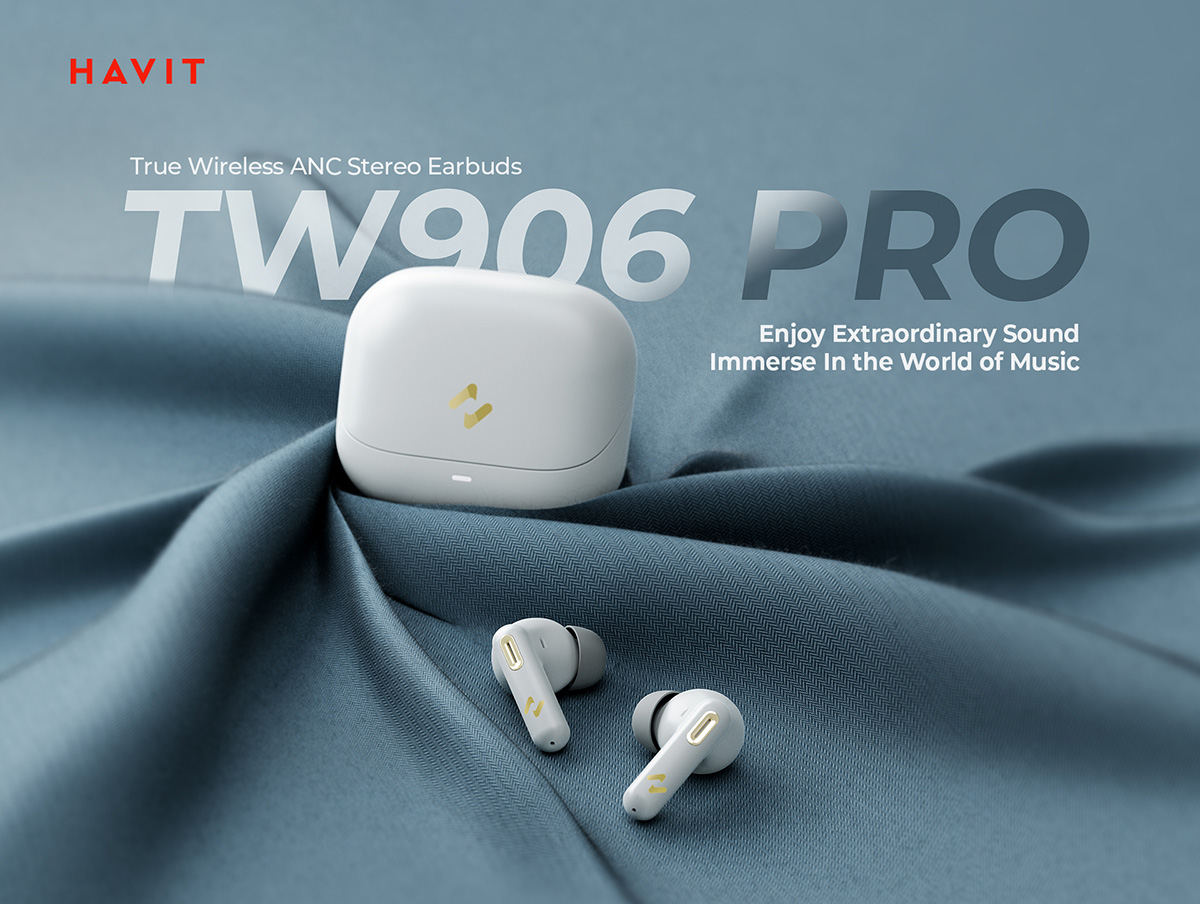 HAVIT
True Wireless ANC Stereo Earbuds
TW906 PRO
Enjoy Extraordinary Sound
Immerse In the World of Music